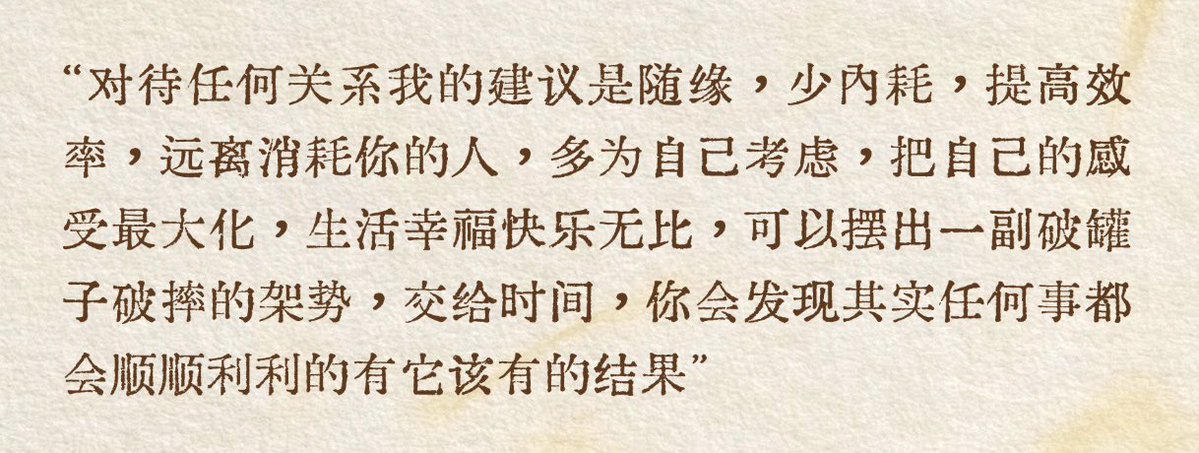 “对待任何关系我的建议是随缘，少内耗，提高效
率，远离消耗你的人，多为自己考虑，把自己的感
受最大化，生活幸福快乐无比，可以摆出一副破罐
子破摔的架势，交给时间，你会发现其实任何事都
会顺顺利利的有它该有的结果”